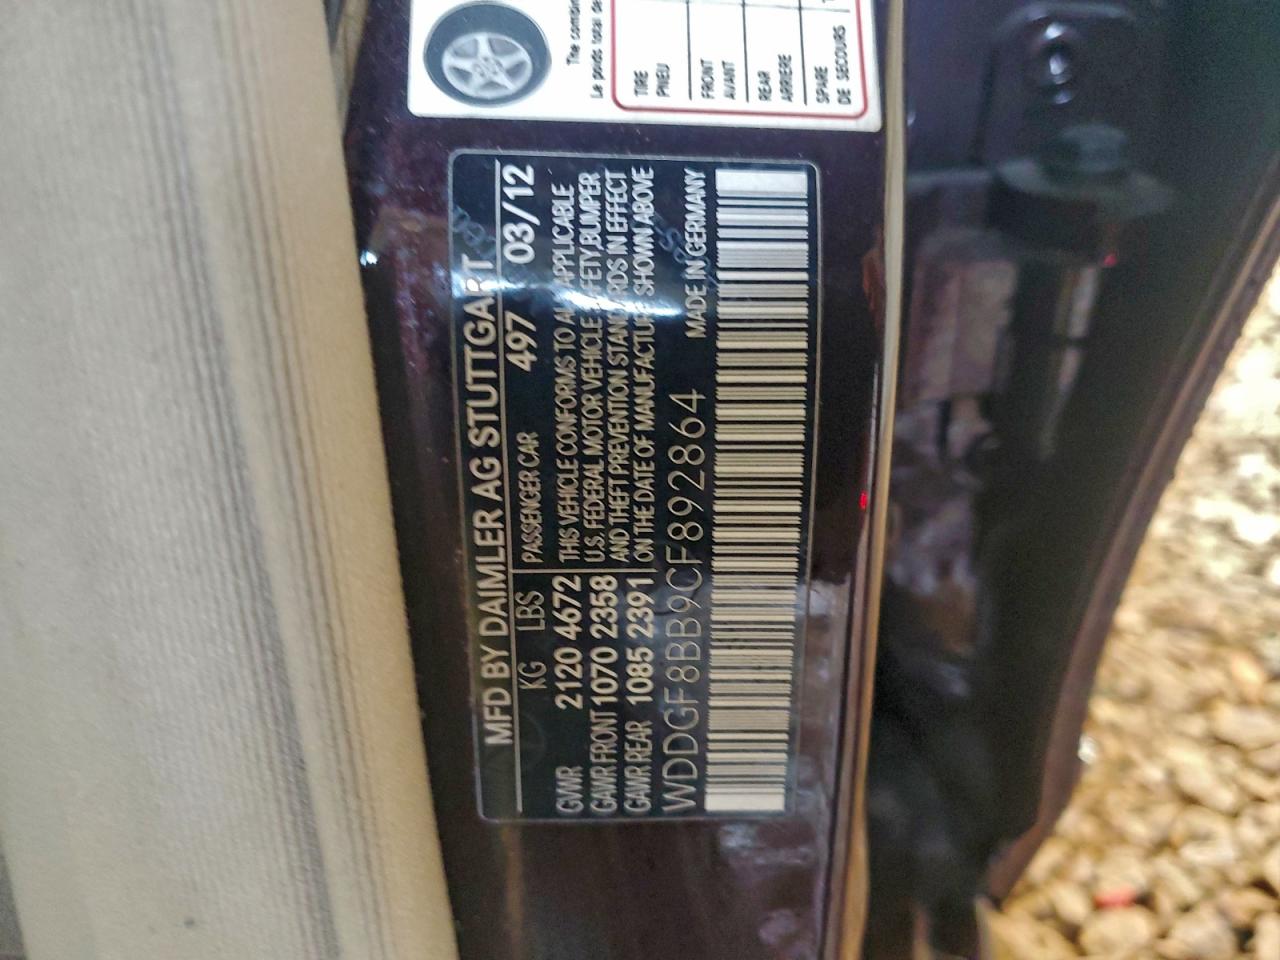 TIRE
PNEU
FRONT
AVANT
REAR
ARRIERE
SPARE
DE SECOURS
MFD BY DAIMLER AG STUTTGART
KG LBS PASSENGER CAR 497 03/12
GVWR 2120 4672
GAWR FRONT 1070 2358
GAWR REAR 1085 2391
THIS VEHICLE CONFORMS TO APPLICABLE
U.S. FEDERAL MOTOR VEHICLE SAFETY,BUMPER
AND THEFT PREVENTION STANDARDS IN EFFECT
ON THE DATE OF MANUFACTURE SHOWN ABOVE
WDDGF8BB9CF892864 MADE IN GERMANY